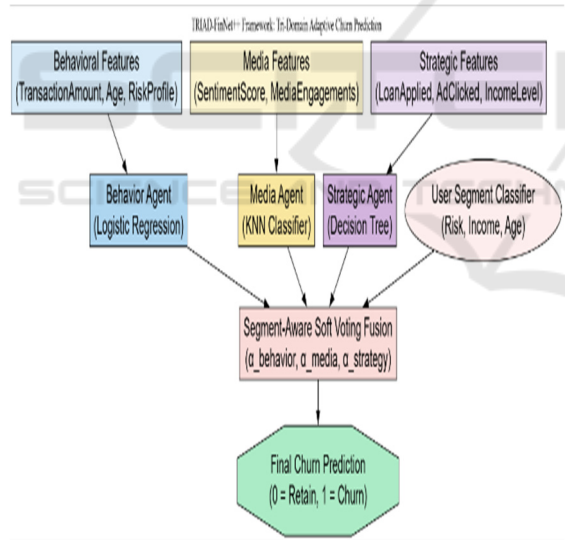 TRIAD-FinNet++ Framework: Tri-Domain Adaptive Churn Prediction
Behavioral Features
(TransactionAmount, Age, RiskProfile)
Media Features
(SentimentScore, MediaEngagements)
Strategic Features
(LoanApplied, AdClicked, IncomeLevel)
Behavior Agent
(Logistic Regression)
Media Agent
(KNN Classifier)
Strategic Agent
(Decision Tree)
User Segment Classifier
(Risk, Income, Age)
Segment-Aware Soft Voting Fusion
(α_behavior, α_media, α_strategy)
Final Churn Prediction
(0 = Retain, 1 = Churn)